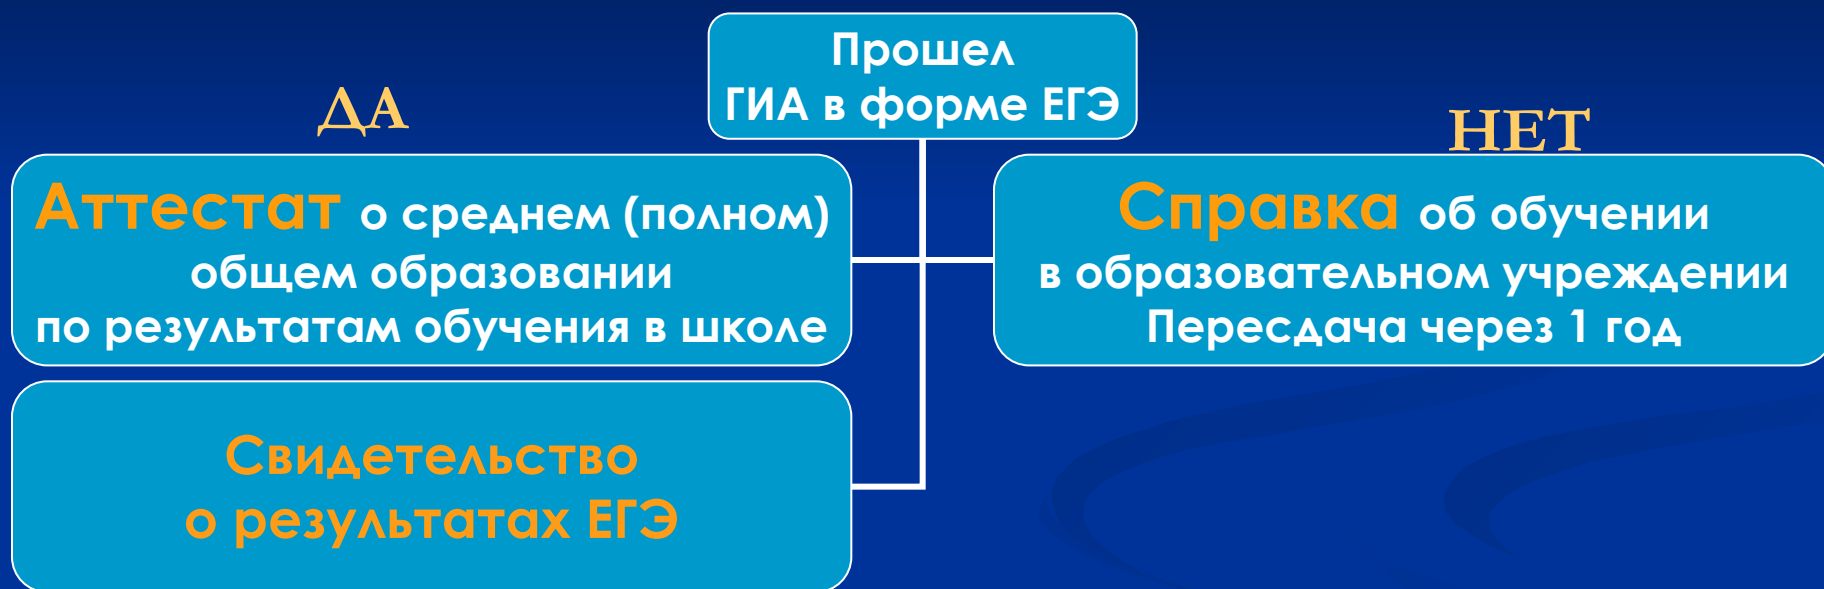 Прошел
ГИА в форме ЕГЭ
ДА
НЕТ
Аттестат о среднем (полном)
общем образовании
по результатам обучения в школе
Справка об обучении
в образовательном учреждении
Пересдача через 1 год
Свидетельство
о результатах ЕГЭ